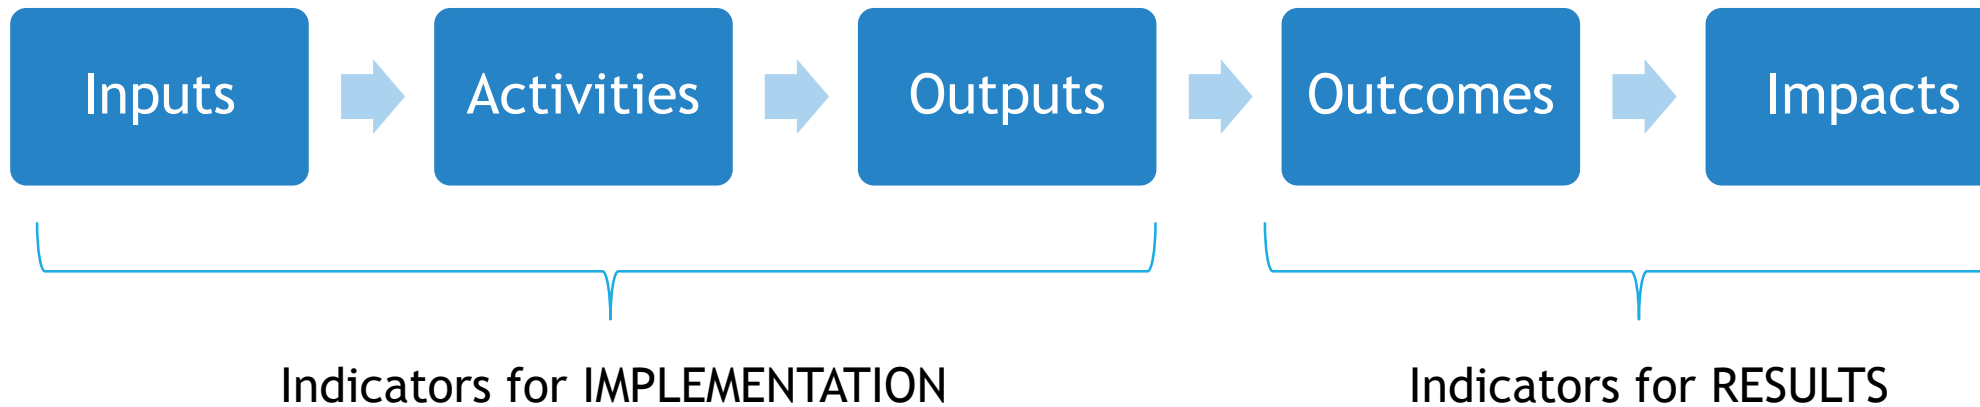 Inputs
Activities
Outputs
Outcomes
Impacts
Indicators for IMPLEMENTATION
Indicators for RESULTS